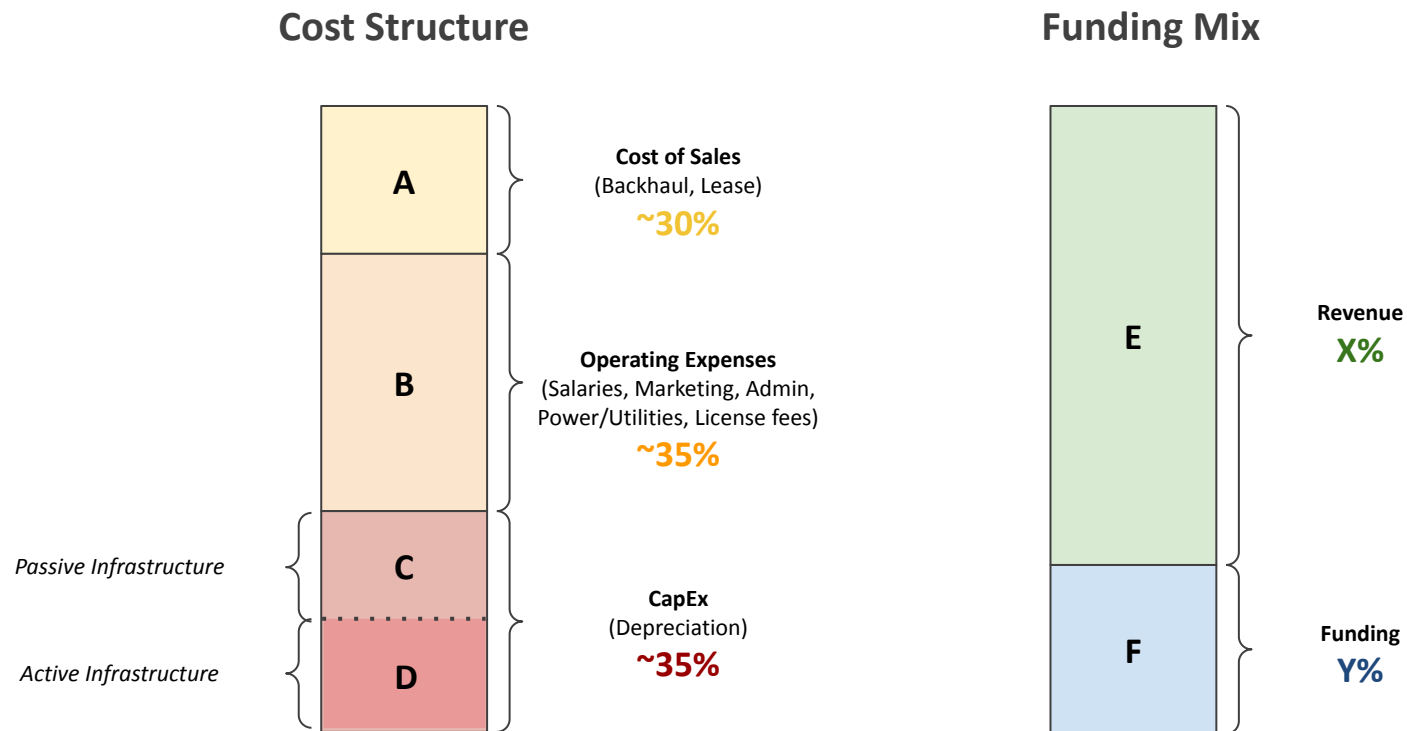 Cost Structure
Funding Mix
A
Cost of Sales
(Backhaul, Lease)
~30%
B
Operating Expenses
(Salaries, Marketing, Admin,
Power/Utilities, License fees)
~35%
Passive Infrastructure
C
CapEx
(Depreciation)
~35%
Active Infrastructure
D
E
Revenue
X%
F
Funding
Y%